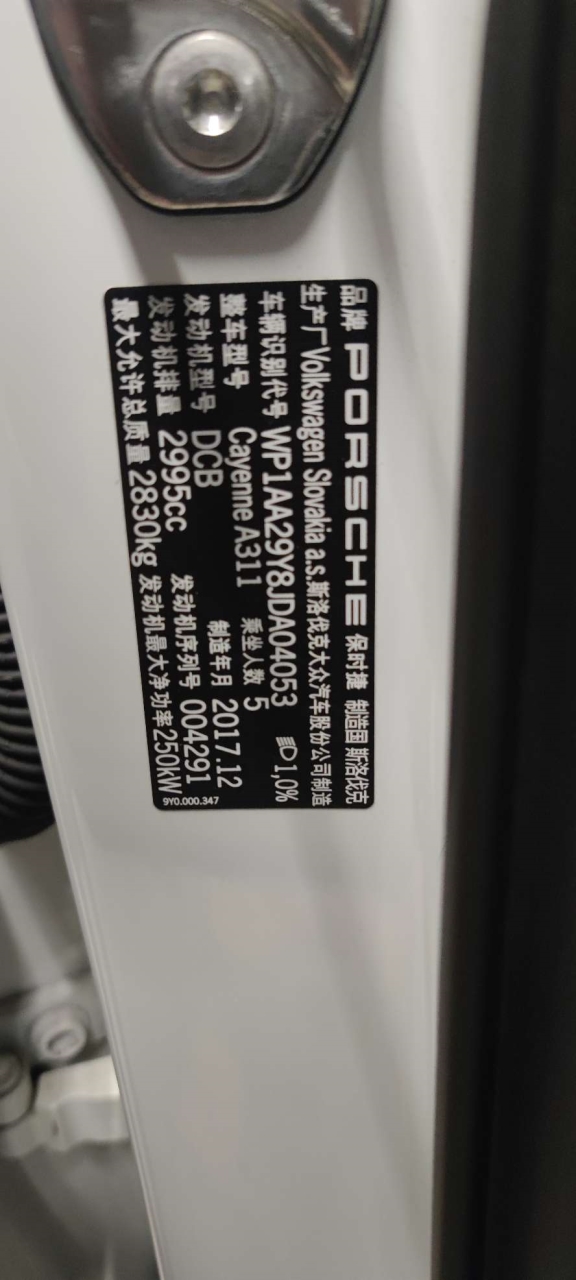 品牌 PORSCHE 保时捷 制造国 斯洛伐克
生产厂Volkswagen Slovakia a.s.斯洛伐克大众汽车股份公司制造
车辆识别代号 WP1AA29Y8JDA04053 1,0%
整车型号 Cayenne A311 乘坐人数 5
发动机型号 DCB 制造年月 2017.12
发动机排量 2995cc 发动机序列号 004291
最大允许总质量 2830kg 发动机最大净功率250kW
9Y0.000.347